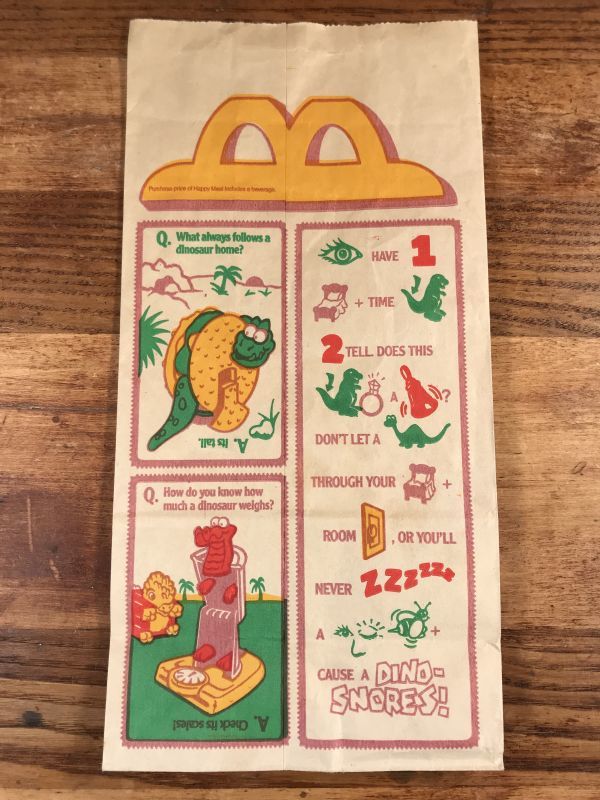 Purchase price of Happy Meal includes a beverage.
Q. What always follows a
dinosaur home?
A. Its tail.
Q. How do you know how
much a dinosaur weighs?
A. Check its scales!
HAVE 1
+ TIME
2 TELL. DOES THIS
A ?
DON'T LET A
THROUGH YOUR +
ROOM , OR YOU'LL
NEVER ZZZZZ+
A +
CAUSE A DINO-
SNORES!